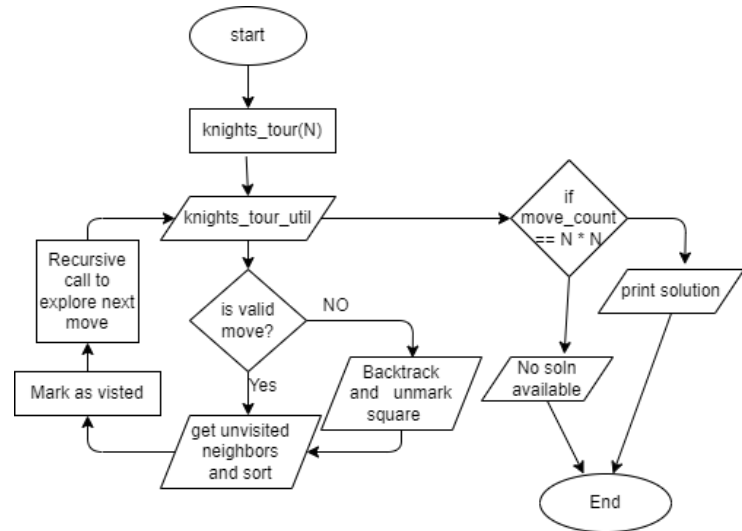 start
knights_tour(N)
knights_tour_util
if
move_count
== N * N
Recursive
call to
explore next
move
is valid
move?
NO
print solution
Mark as visted
Yes
Backtrack
and unmark
square
No soln
available
get unvisited
neighbors
and sort
End